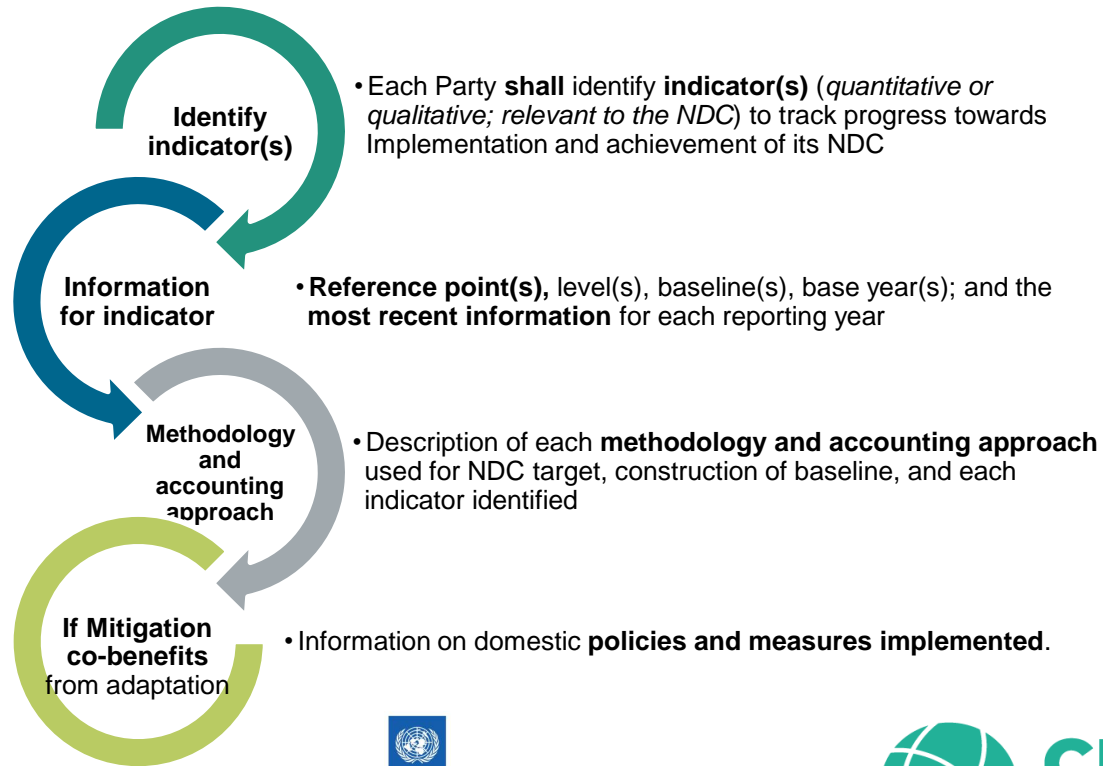 Identify
indicator(s)
• Each Party shall identify indicator(s) (quantitative or
qualitative; relevant to the NDC) to track progress towards
Implementation and achievement of its NDC
Information
for indicator
• Reference point(s), level(s), baseline(s), base year(s); and the
most recent information for each reporting year
Methodology
and
accounting
approach
• Description of each methodology and accounting approach
used for NDC target, construction of baseline, and each
indicator identified
If Mitigation
co-benefits
from adaptation
• Information on domestic policies and measures implemented.